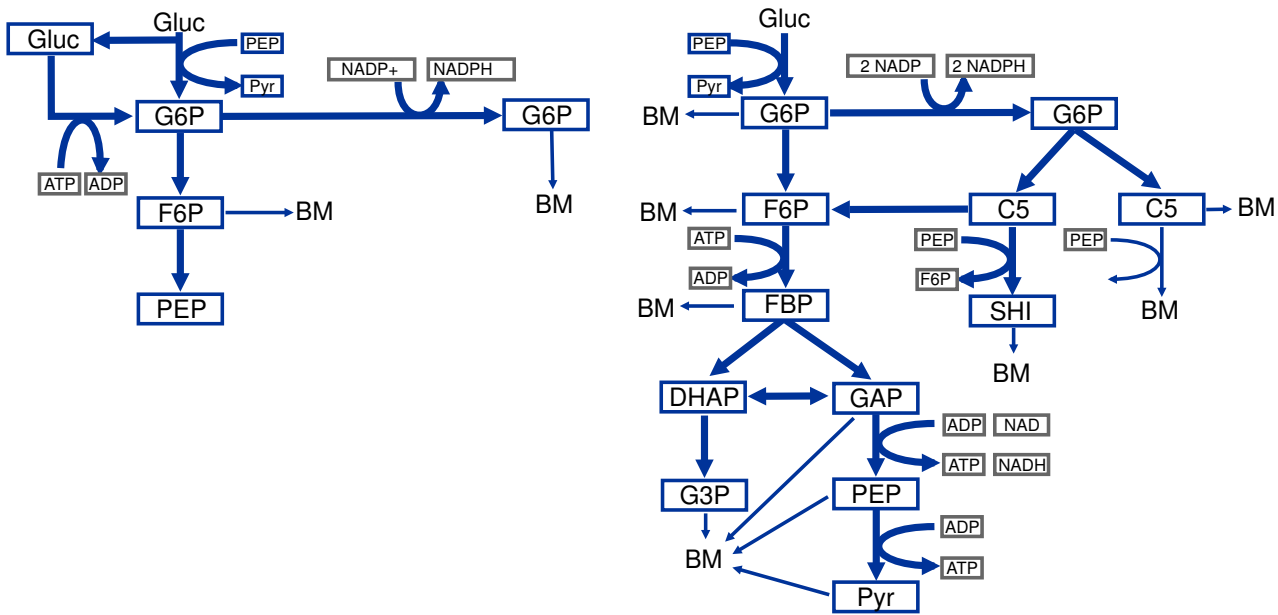 Gluc
Gluc
PEP
Pyr
NADP+
NADPH
G6P
G6P
ATP
ADP
F6P
BM
BM
PEP
Gluc
PEP
Pyr
2 NADP
2 NADPH
BM
G6P
G6P
BM
F6P
C5
C5
BM
ATP
ADP
PEP
F6P
PEP
BM
FBP
SHI
BM
BM
DHAP
GAP
ADP
NAD
ATP
NADH
G3P
PEP
ADP
BM
ATP
Pyr